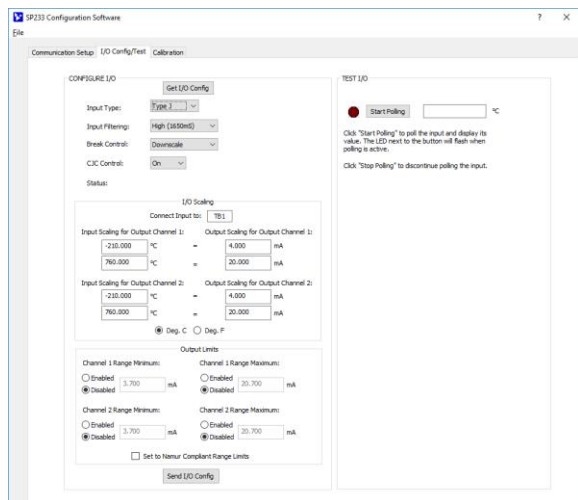 SP233 Configuration Software
File
Communication Setup I/O Config/Test Calibration
CONFIGURE I/O
Get I/O Config
Input Type: Type J
Input Filtering: High (1650mS)
Break Control: Downscale
CJC Control: On
Status:
I/O Scaling
Connect Input to: TB1
Input Scaling for Output Channel 1: Output Scaling for Output Channel 1:
-210.000 °C = 4.000 mA
760.000 °C = 20.000 mA
Input Scaling for Output Channel 2: Output Scaling for Output Channel 2:
-210.000 °C = 4.000 mA
760.000 °C = 20.000 mA
Deg. C Deg. F
Output Limits
Channel 1 Range Minimum: Channel 1 Range Maximum:
Enabled Enabled
3.700 mA 20.700 mA
Disabled Disabled
Channel 2 Range Minimum: Channel 2 Range Maximum:
Enabled Enabled
3.700 mA 20.700 mA
Disabled Disabled
Set to Namur Compliant Range Limits
Send I/O Config
TEST I/O
Start Polling °C
Click "Start Polling" to poll the input and display its
value. The LED next to the button will flash when
polling is active.
Click "Stop Polling" to discontinue polling the input.